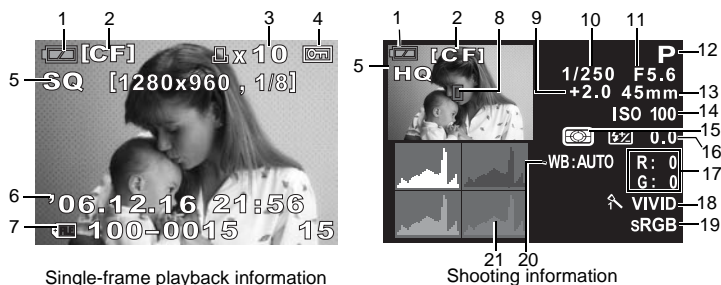 1 2 3 4
[CF] x10
5 SQ [1280x960 , 1/8]
6 '06.12.16 21:56
7 100-0015 15
Single-frame playback information
1 2 8 9 10 11
[CF] P 12
5 HQ 1/250 F5.6
+2.0 45mm 13
ISO 100 14
15
0.0 16
WB:AUTO R: 0 17
G: 0
VIVID 18
sRGB 19
21 20
Shooting information